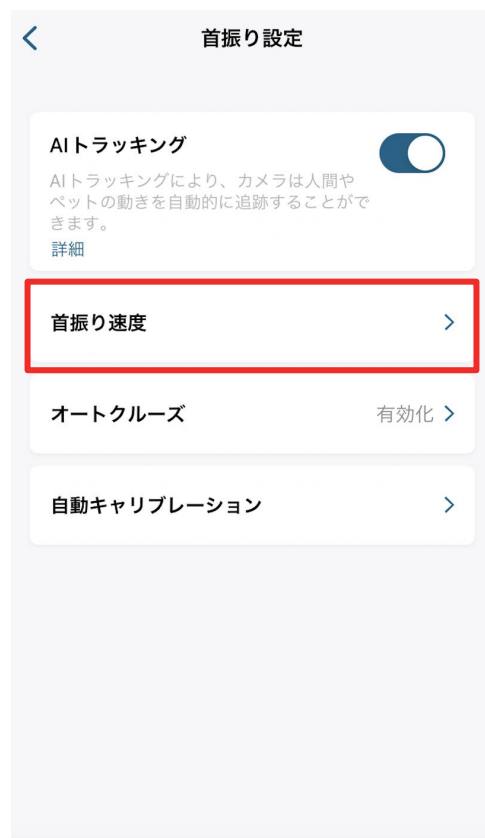 首振り設定
AIトラッキング
AIトラッキングにより、カメラは人間や
ペットの動きを自動的に追跡することがで
きます。
詳細
首振り速度
オートクルーズ
有効化
自動キャリブレーション